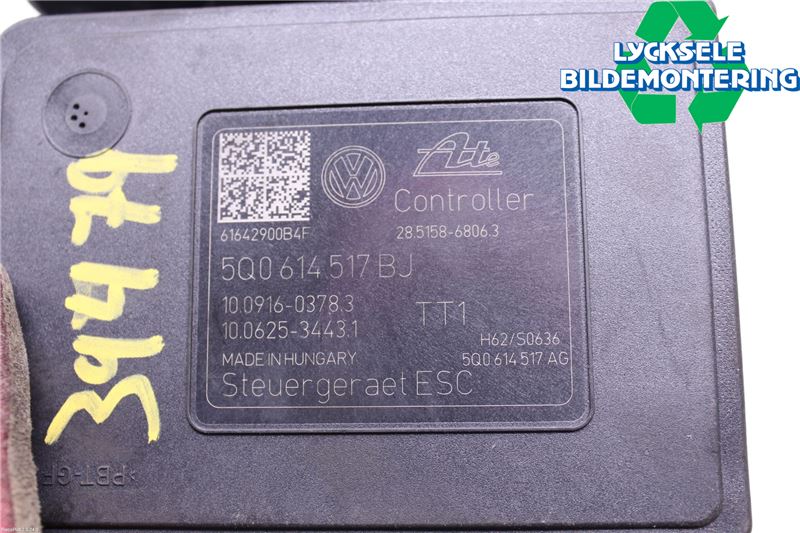 LYCKSELE
BILDEMONTERING
39479
Ate
Controller
61642900B4F
28.5158-6806.3
5Q0 614 517 BJ
10.0916-0378.3
10.0625-3443.1
TT1
H62/S0636
MADE IN HUNGARY
5Q0 614 517 AG
Steuergeraet ESC